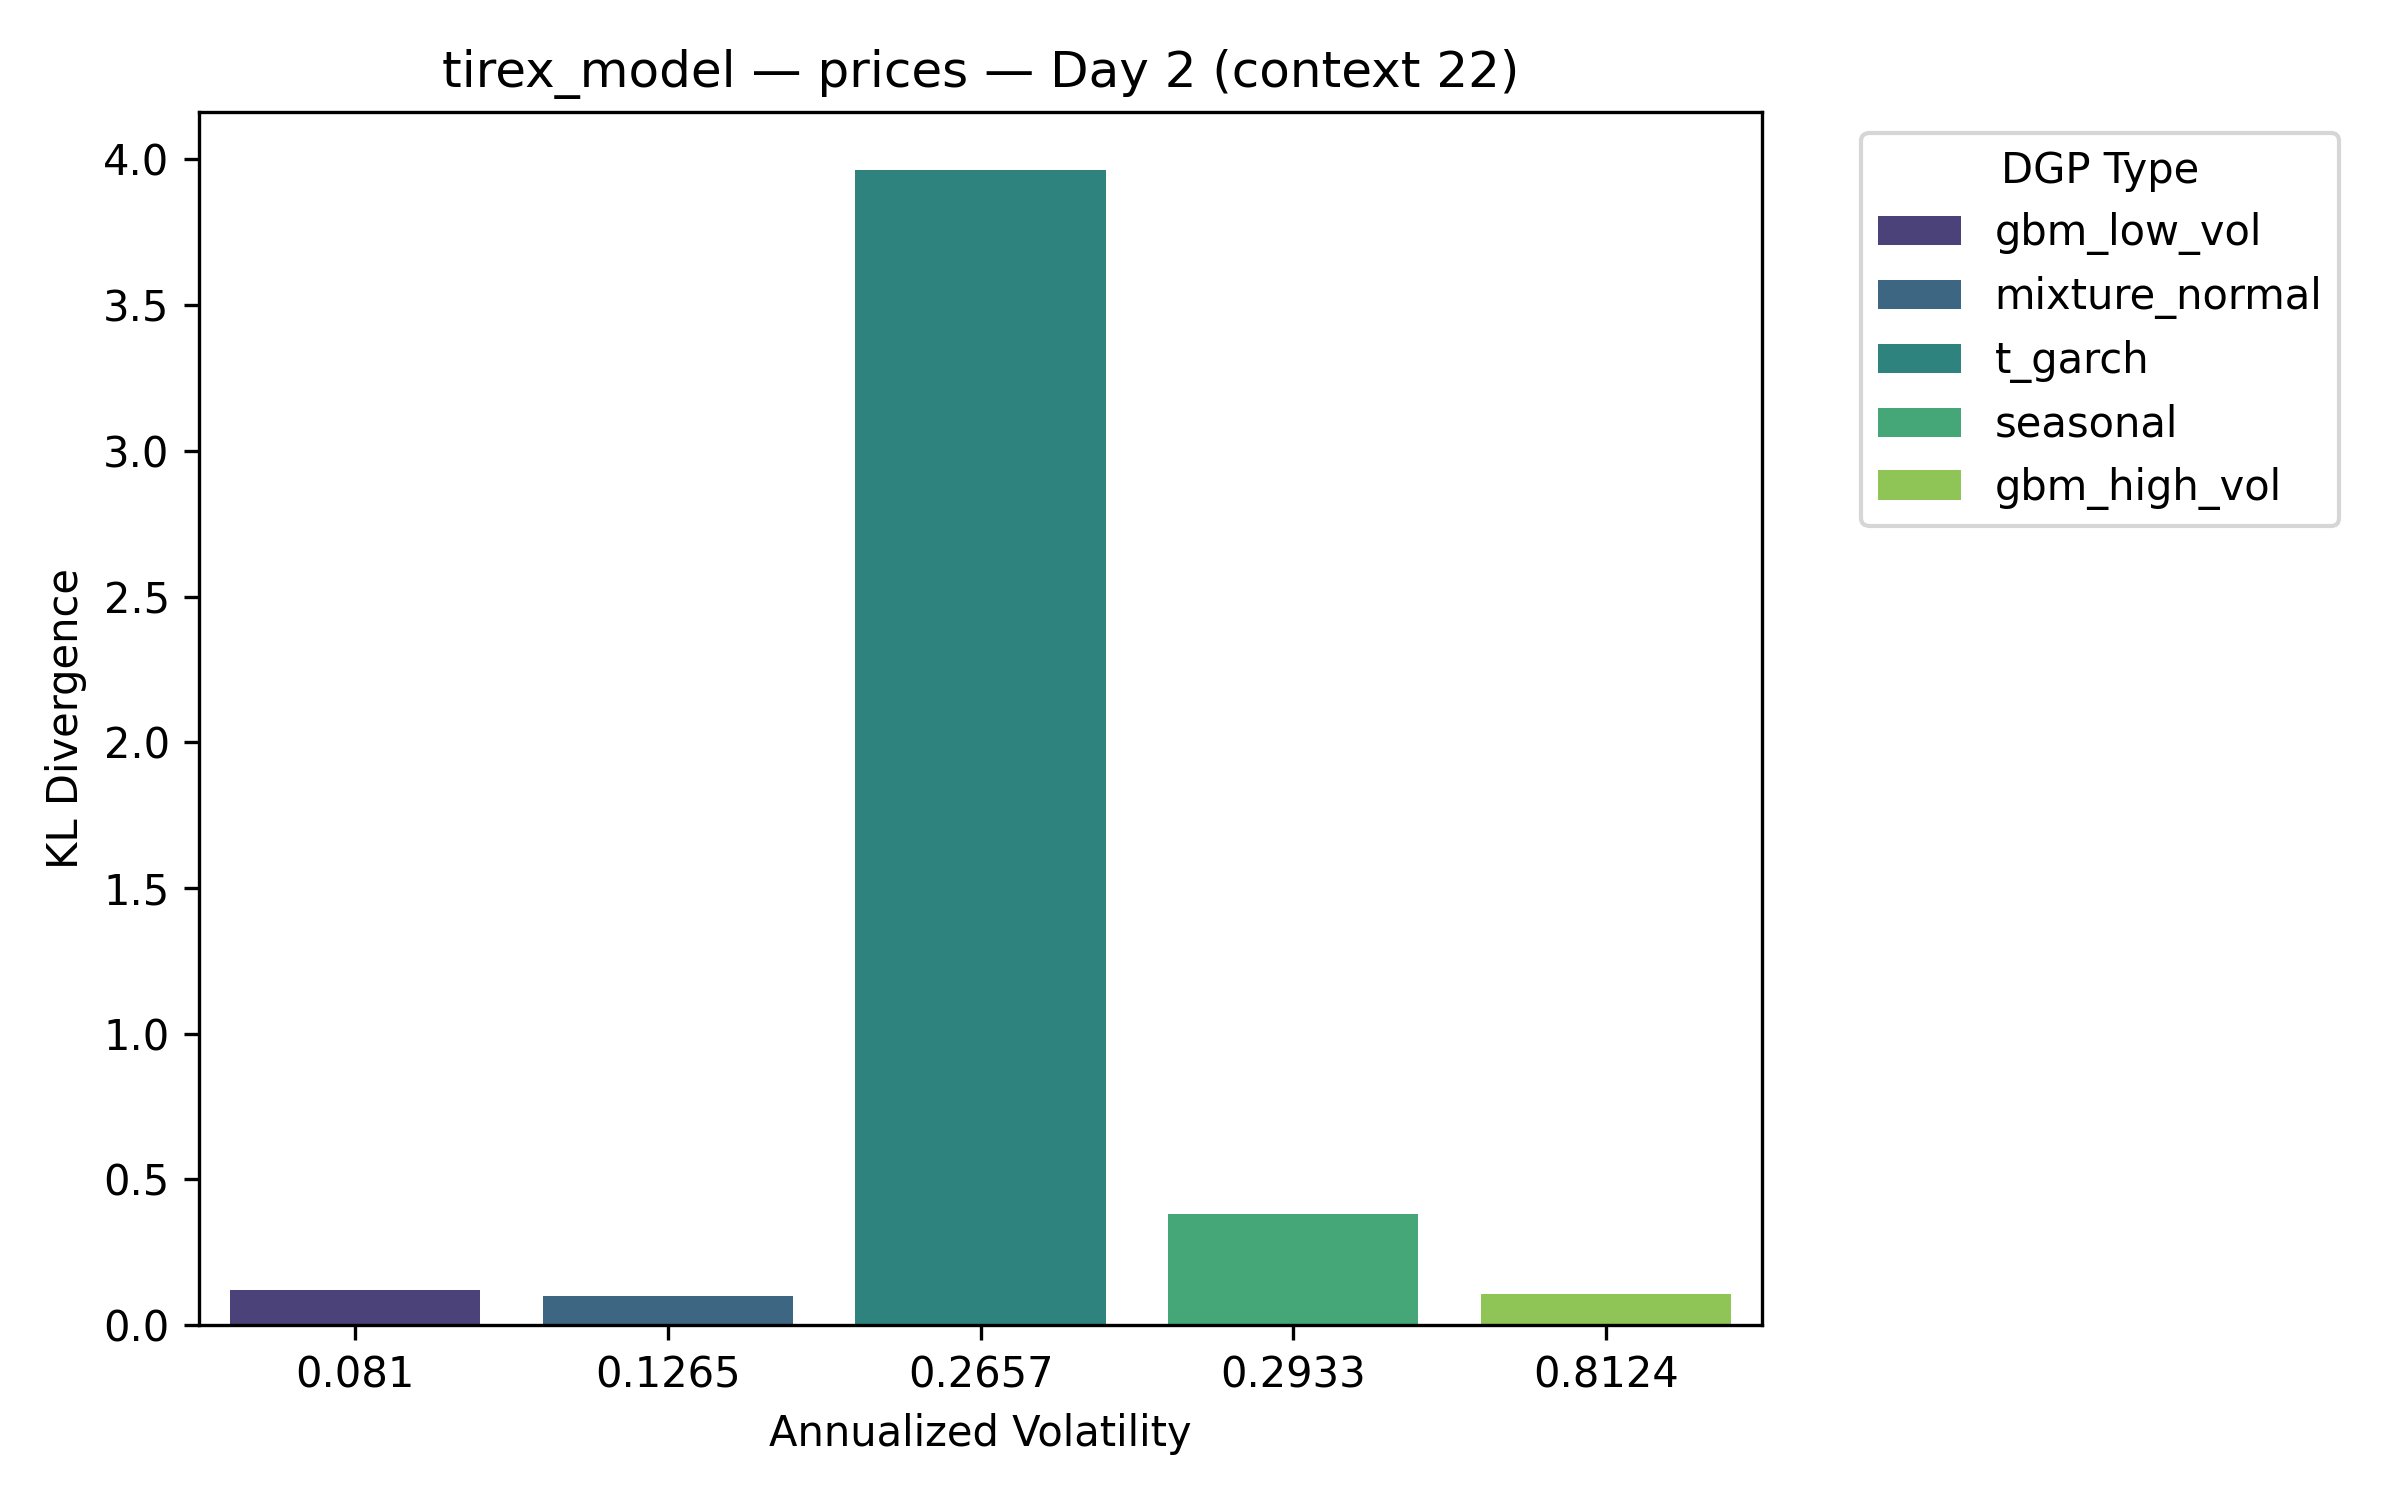 tirex_model — prices — Day 2 (context 22)
4.0
3.5
3.0
2.5
2.0
1.5
1.0
0.5
0.0
KL Divergence
0.081 0.1265 0.2657 0.2933 0.8124
Annualized Volatility
DGP Type
gbm_low_vol
mixture_normal
t_garch
seasonal
gbm_high_vol